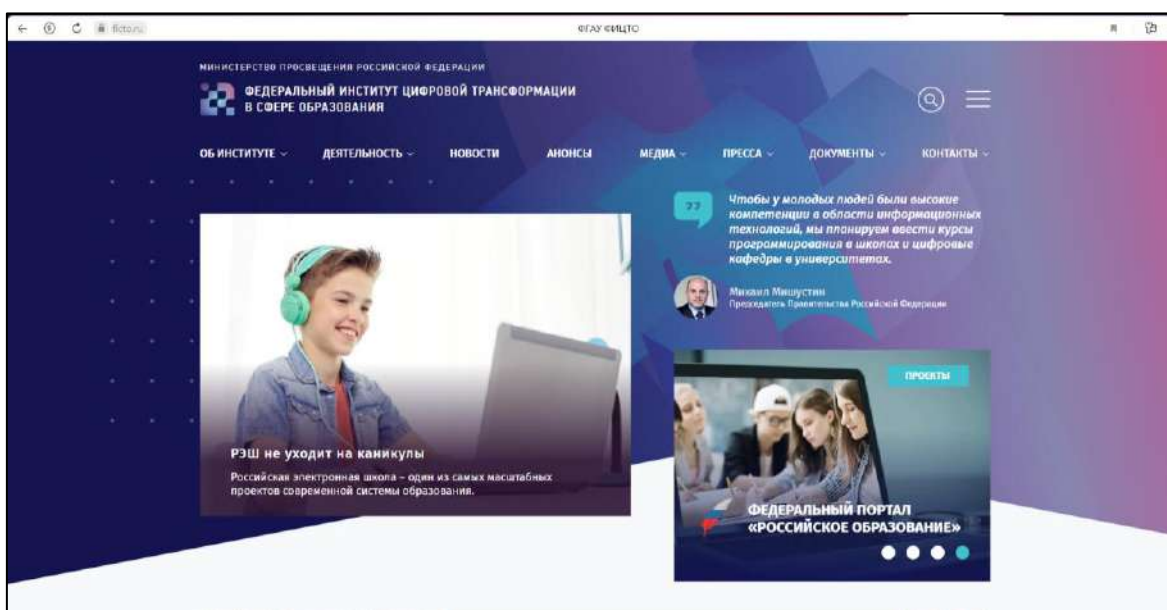 ficto.ru
ФГАУ ФИЦТО
МИНИСТЕРСТВО ПРОСВЕЩЕНИЯ РОССИЙСКОЙ ФЕДЕРАЦИИ
ФЕДЕРАЛЬНЫЙ ИНСТИТУТ ЦИФРОВОЙ ТРАНСФОРМАЦИИ
В СФЕРЕ ОБРАЗОВАНИЯ
ОБ ИНСТИТУТЕ ДЕЯТЕЛЬНОСТЬ НОВОСТИ АНОНСЫ МЕДИА ПРЕССА ДОКУМЕНТЫ КОНТАКТЫ
Чтобы у молодых людей были высокие
компетенции в области информационных
технологий, мы планируем ввести курсы
программирования в школах и цифровые
кафедры в университетах.
Михаил Мишустин
Председатель Правительства Российской Федерации
РЭШ не уходит на каникулы
Российская электронная школа – один из самых масштабных
проектов современной системы образования.
ПРОЕКТЫ
ФЕДЕРАЛЬНЫЙ ПОРТАЛ
«РОССИЙСКОЕ ОБРАЗОВАНИЕ»